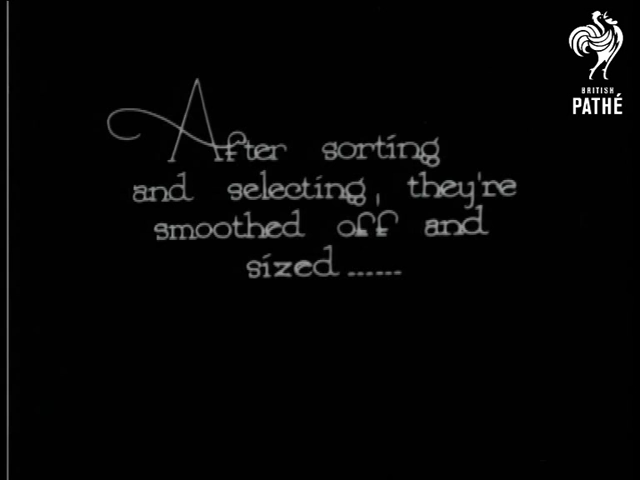 BRITISH
PATHÉ
After sorting
and selecting, they're
smoothed off and
sized......